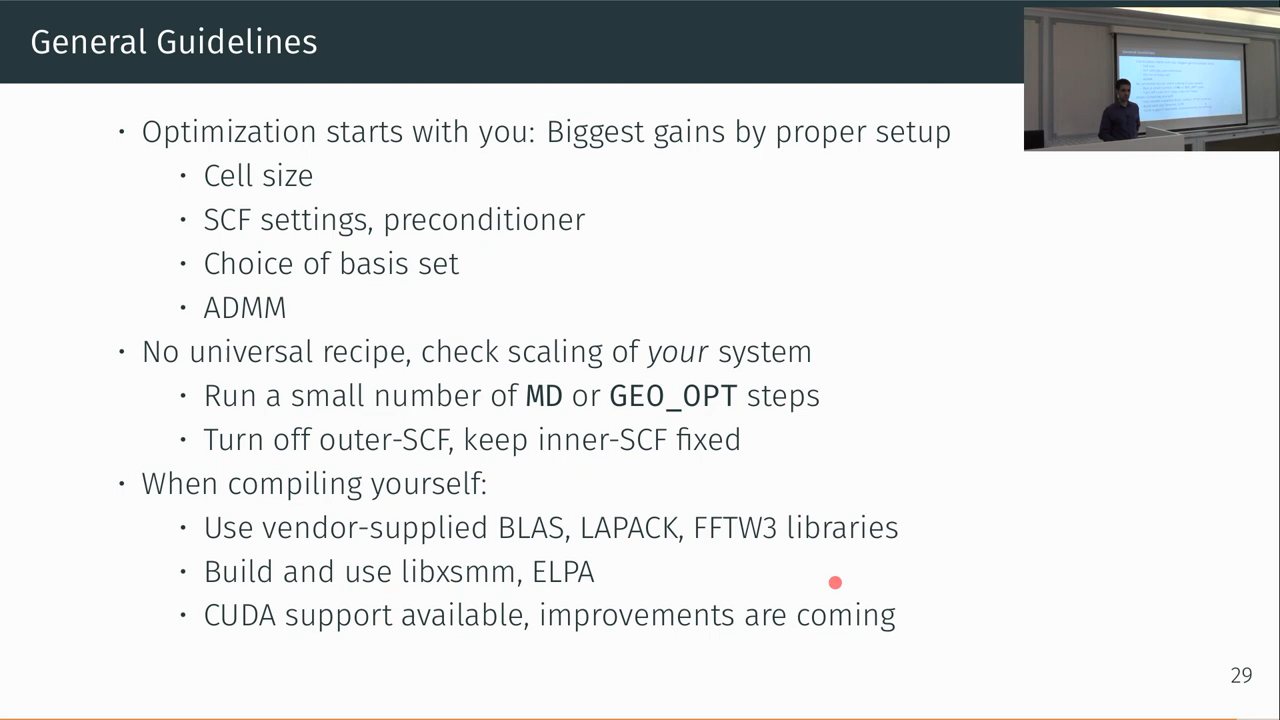 General Guidelines
• Optimization starts with you: Biggest gains by proper setup
• Cell size
• SCF settings, preconditioner
• Choice of basis set
• ADMM
• No universal recipe, check scaling of your system
• Run a small number of MD or GEO_OPT steps
• Turn off outer-SCF, keep inner-SCF fixed
• When compiling yourself:
• Use vendor-supplied BLAS, LAPACK, FFTW3 libraries
• Build and use libxsmm, ELPA
• CUDA support available, improvements are coming
29